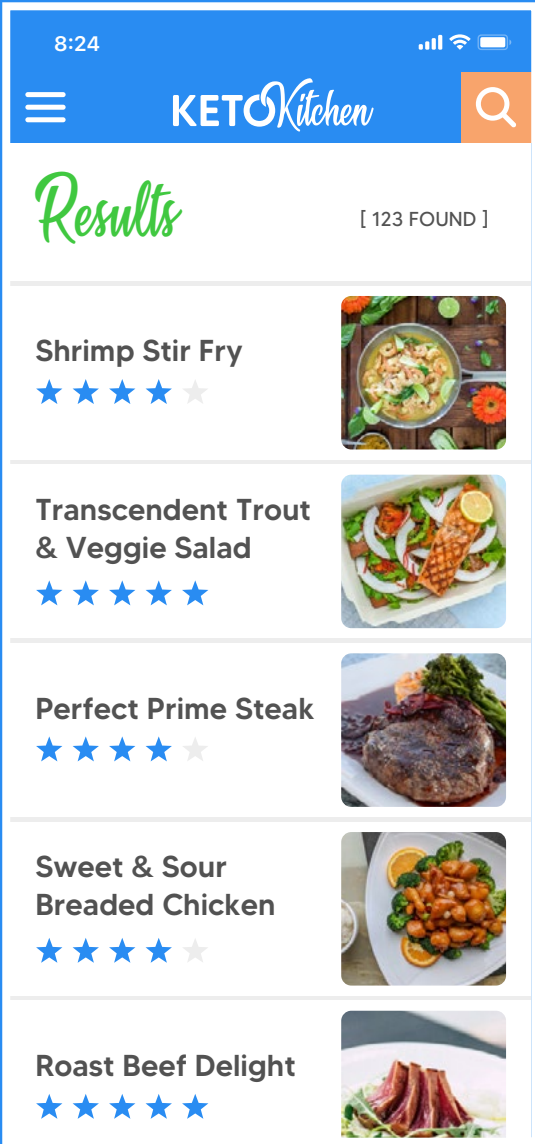 8:24
KETOKitchen
Results
[ 123 FOUND ]
Shrimp Stir Fry
Transcendent Trout
& Veggie Salad
Perfect Prime Steak
Sweet & Sour
Breaded Chicken
Roast Beef Delight